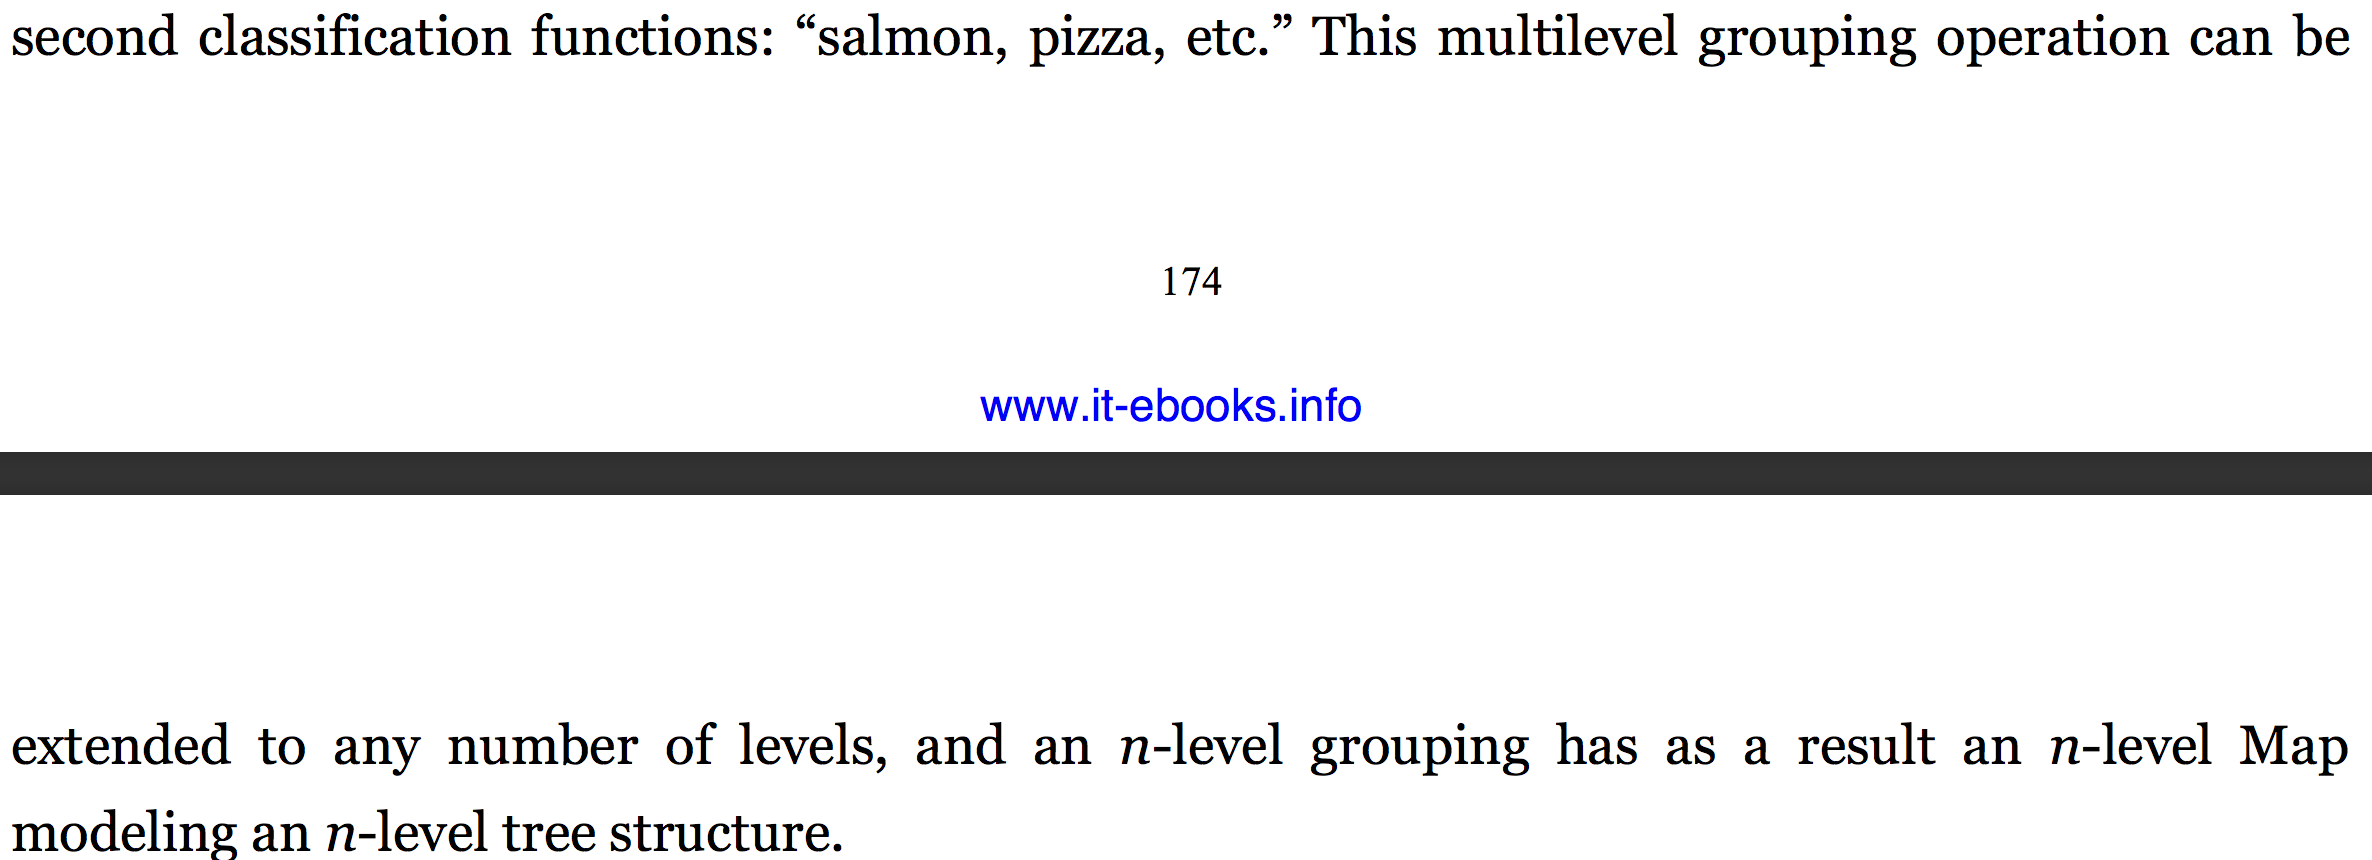 second classification functions: “salmon, pizza, etc.” This multilevel grouping operation can be
174
www.it-ebooks.info
extended to any number of levels, and an n-level grouping has as a result an n-level Map
modeling an n-level tree structure.